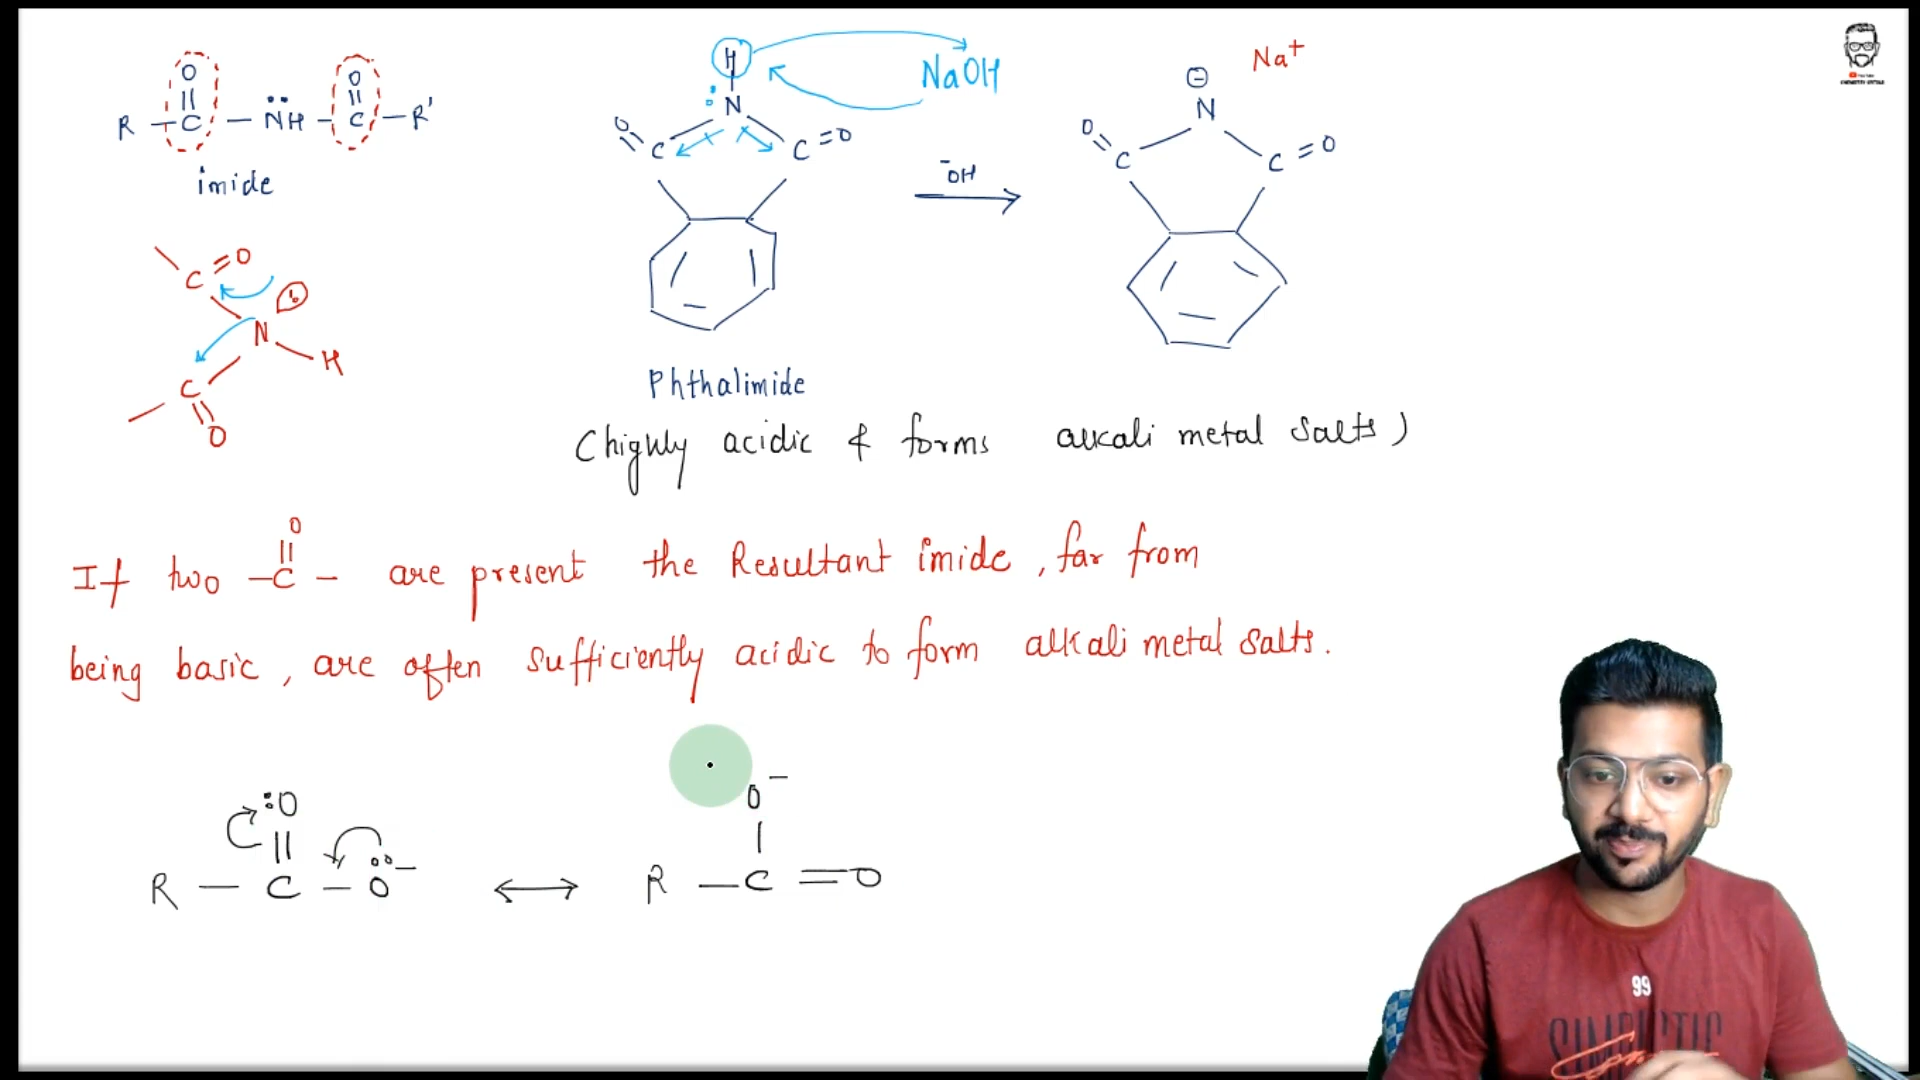 O O
R – C – N̈H – C – R'
imide
H
N
O = C C = O
NaOH
⁻OH
Na⁺
⊖
N
O = C C = O
C = O
N – H
C
O
Phthalimide
(highly acidic & forms alkali metal salts)
O
If two –C– are present the Resultant imide, far from
being basic, are often sufficiently acidic to form alkali metal salts.
:O O⁻
R – C – O⁻ ↔ R – C = O
99